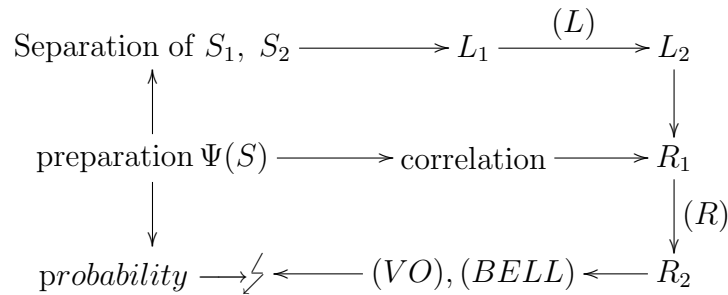 (L)
Separation of S₁, S₂ L₁ L₂
preparation Ψ(S) correlation R₁
(R)
probability (VO), (BELL) R₂